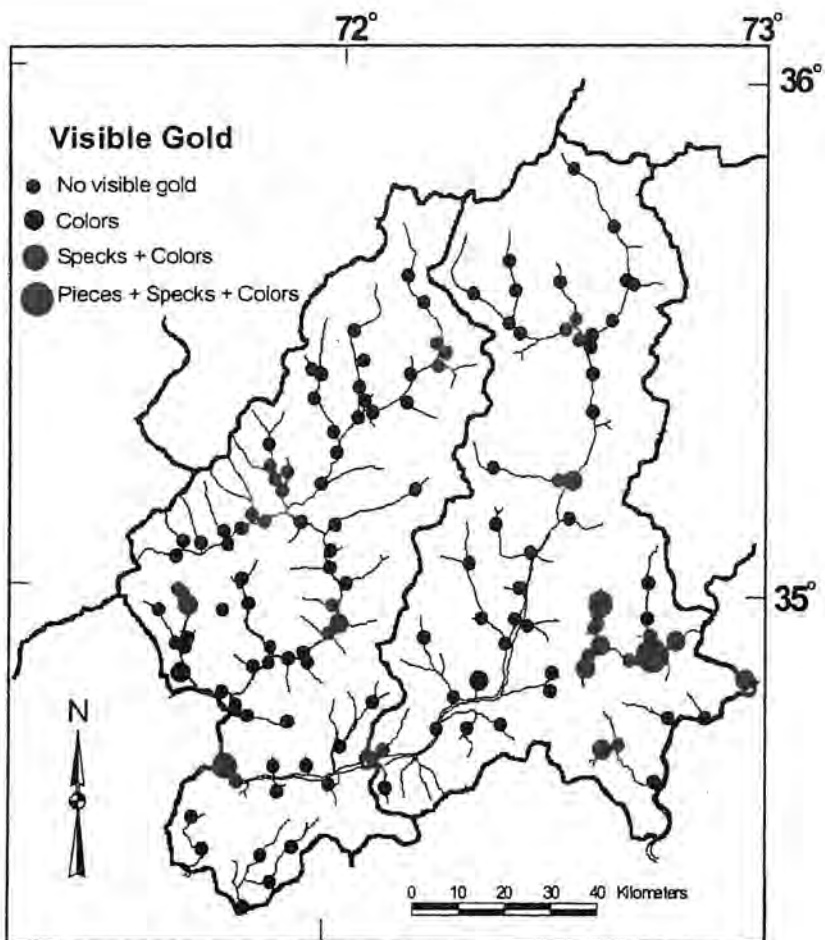 72° 73°
36°
Visible Gold
No visible gold
Colors
Specks + Colors
Pieces + Specks + Colors
35°
N
0 10 20 30 40 Kilometers